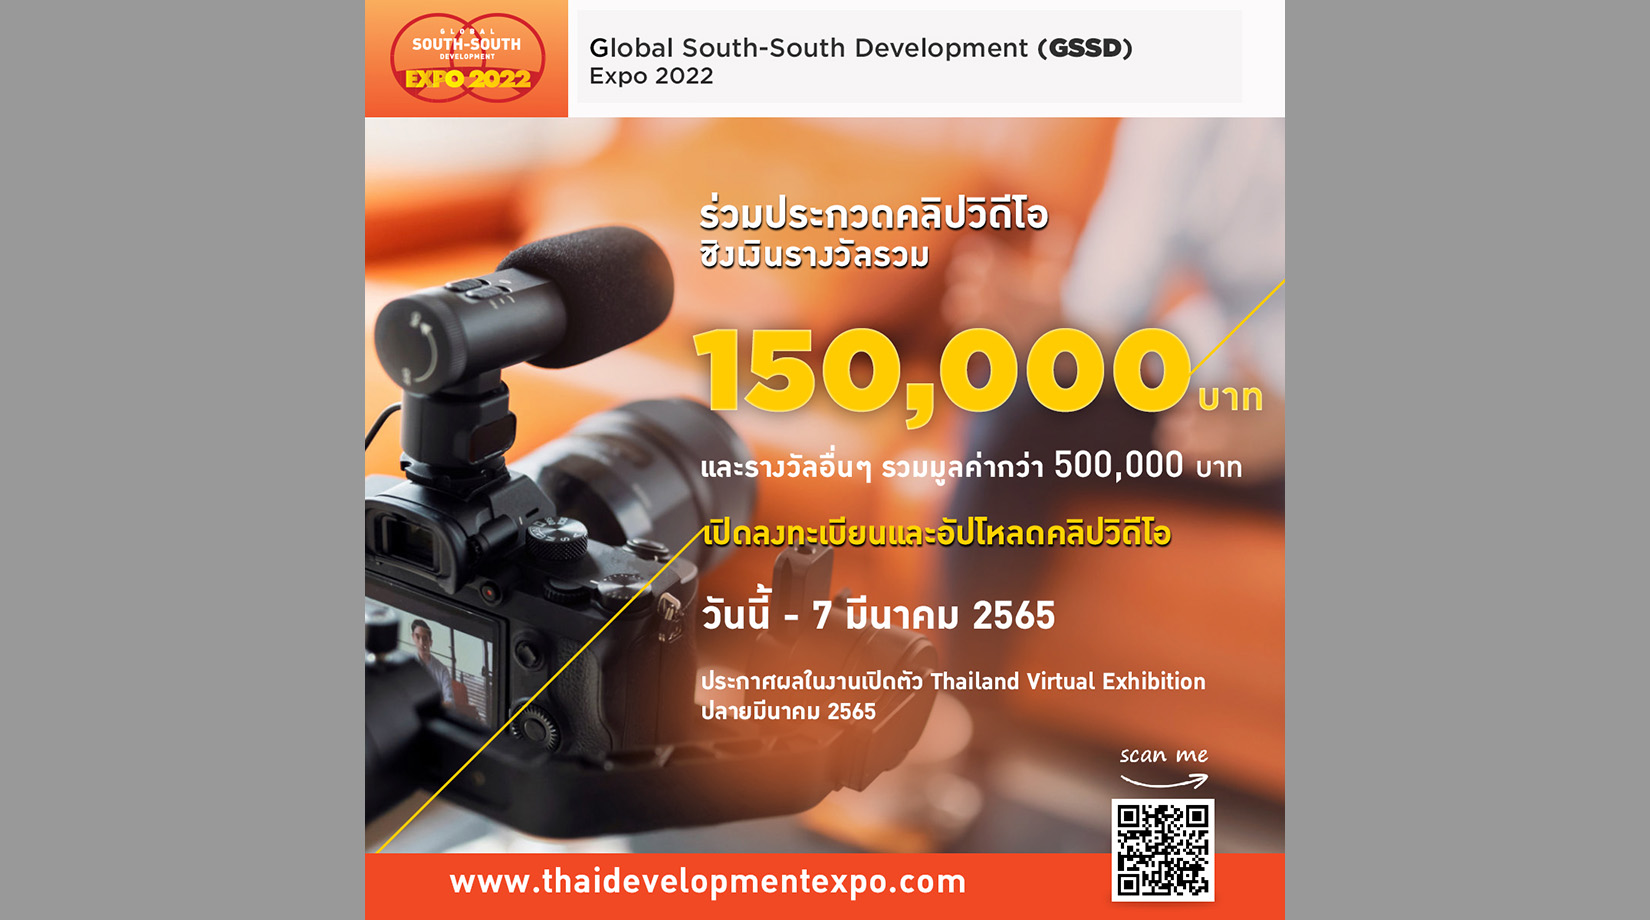 GLOBAL
SOUTH-SOUTH
DEVELOPMENT
EXPO 2022
Global South-South Development (GSSD)
Expo 2022
ร่วมประกวดคลิปวิดีโอ
ชิงเงินรางวัลรวม
150,000 บาท
และรางวัลอื่นๆ รวมมูลค่ากว่า 500,000 บาท
เปิดลงทะเบียนและอัปโหลดคลิปวิดีโอ
วันนี้ - 7 มีนาคม 2565
ประกาศผลในงานเปิดตัว Thailand Virtual Exhibition
ปลายมีนาคม 2565
scan me
www.thaidevelopmentexpo.com